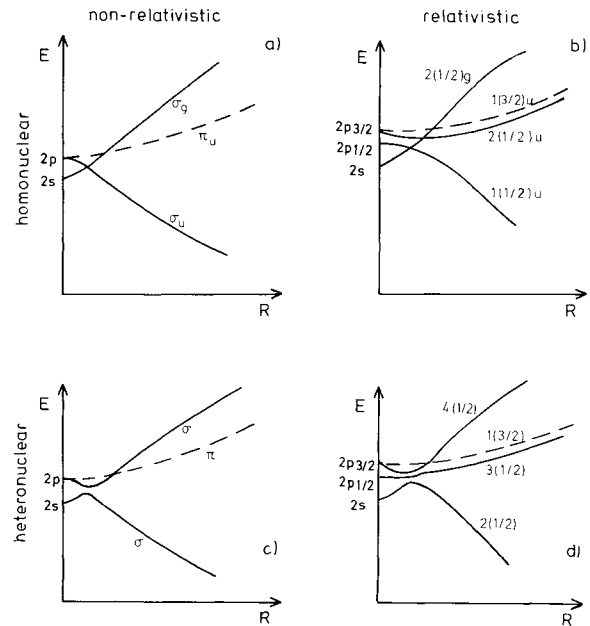 non-relativistic
relativistic
homonuclear
a)
E
σg
πu
2p
2s
σu
R
b)
E
2(1/2)g
1(3/2)u
2p3/2
2(1/2)u
2p1/2
2s
1(1/2)u
R
heteronuclear
E
σ
π
2p
2s
σ
c)
R
E
4(1/2)
1(3/2)
2p3/2
3(1/2)
2p1/2
2s
2(1/2)
d)
R